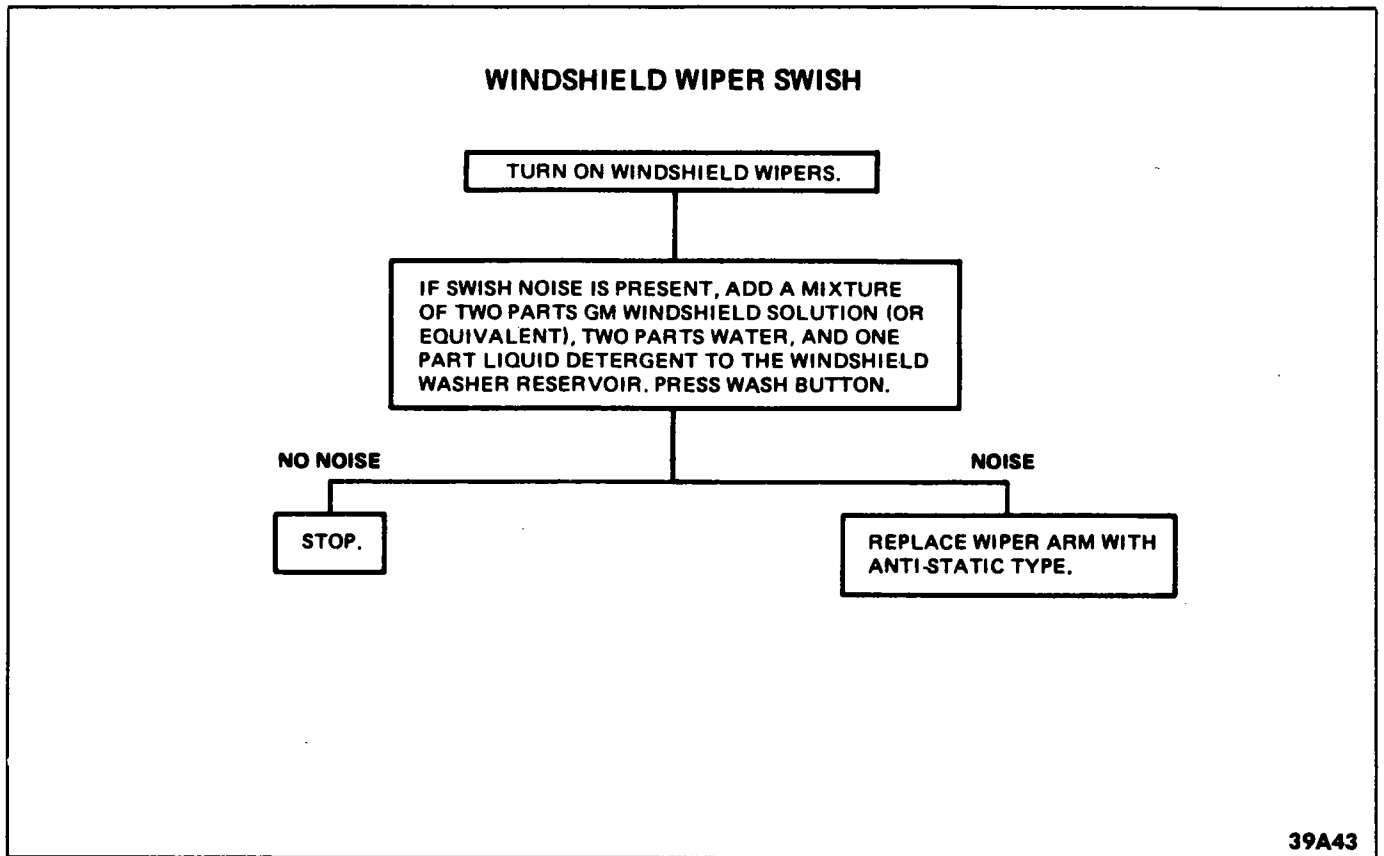 WINDSHIELD WIPER SWISH
TURN ON WINDSHIELD WIPERS.
IF SWISH NOISE IS PRESENT, ADD A MIXTURE
OF TWO PARTS GM WINDSHIELD SOLUTION (OR
EQUIVALENT), TWO PARTS WATER, AND ONE
PART LIQUID DETERGENT TO THE WINDSHIELD
WASHER RESERVOIR. PRESS WASH BUTTON.
NO NOISE
NOISE
STOP.
REPLACE WIPER ARM WITH
ANTI-STATIC TYPE.
39A43